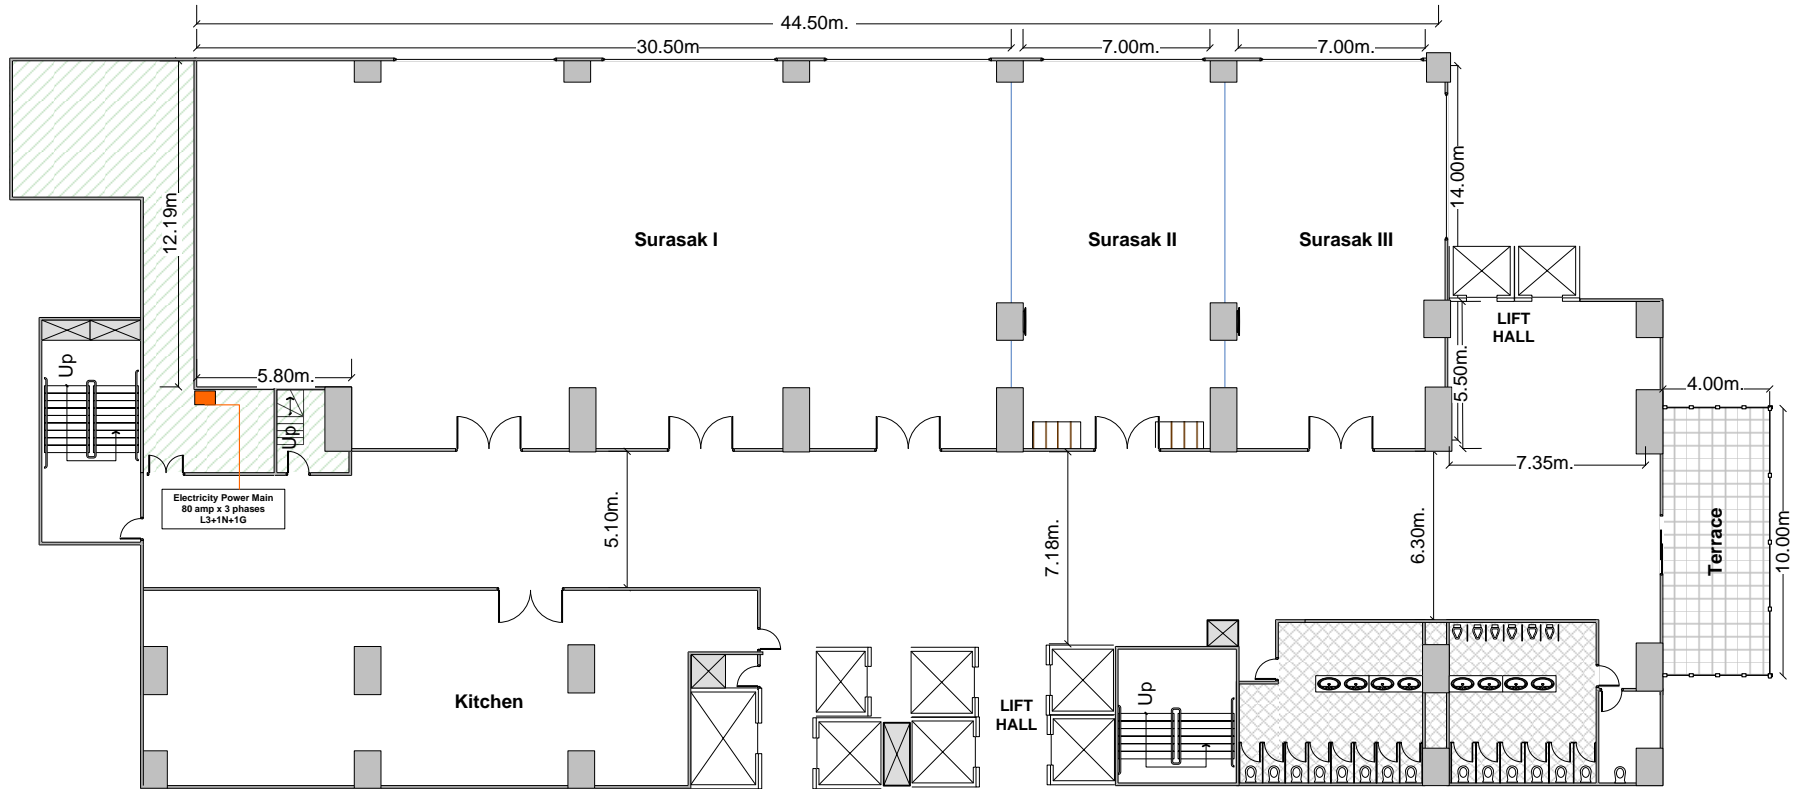 44.50m.
30.50m
7.00m.
7.00m.
12.19m
14.00m
Surasak I
Surasak II
Surasak III
LIFT
HALL
Up
5.80m.
5.50m.
4.00m.
Up
7.35m.
Electricity Power Main
80 amp x 3 phases
L3+1N+1G
5.10m.
7.18m.
6.30m.
Terrace
10.00m
Kitchen
LIFT
HALL
Up